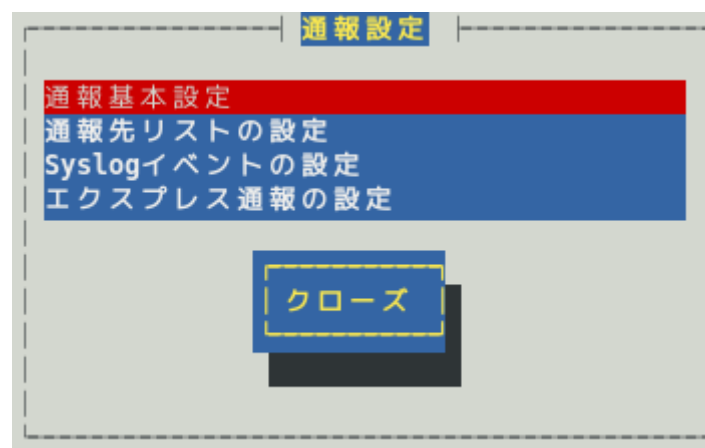 通報設定
通報基本設定
通報先リストの設定
Syslogイベントの設定
エクスプレス通報の設定
クローズ